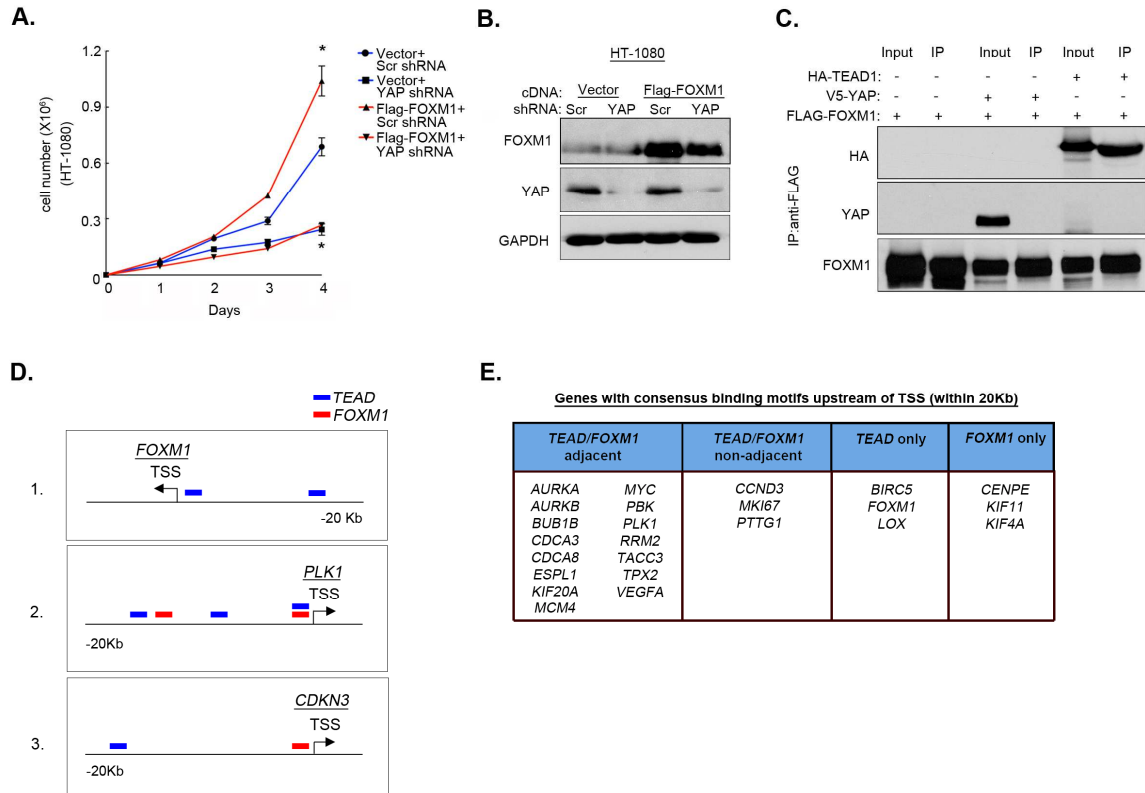 A.
1.2
0.9
0.6
0.3
0
cell number (X10⁶)
(HT-1080)
0 1 2 3 4
Days
*
*
Vector+
Scr shRNA
Vector+
YAP shRNA
Flag-FOXM1+
Scr shRNA
Flag-FOXM1+
YAP shRNA
B.
HT-1080
cDNA: Vector Flag-FOXM1
shRNA: Scr YAP Scr YAP
FOXM1
YAP
GAPDH
C.
Input IP Input IP Input IP
HA-TEAD1: - - - - + +
V5-YAP: - - + + - -
FLAG-FOXM1: + + + + + +
IP:anti-FLAG
HA
YAP
FOXM1
D.
TEAD
FOXM1
1.
FOXM1
TSS
-20 Kb
2.
PLK1
TSS
-20Kb
3.
CDKN3
TSS
-20Kb
E.
Genes with consensus binding motifs upstream of TSS (within 20Kb)
TEAD/FOXM1 adjacent
AURKA MYC
AURKB PBK
BUB1B PLK1
CDCA3 RRM2
CDCA8 TACC3
ESPL1 TPX2
KIF20A VEGFA
MCM4
TEAD/FOXM1 non-adjacent
CCND3
MKI67
PTTG1
TEAD only
BIRC5
FOXM1
LOX
FOXM1 only
CENPE
KIF11
KIF4A